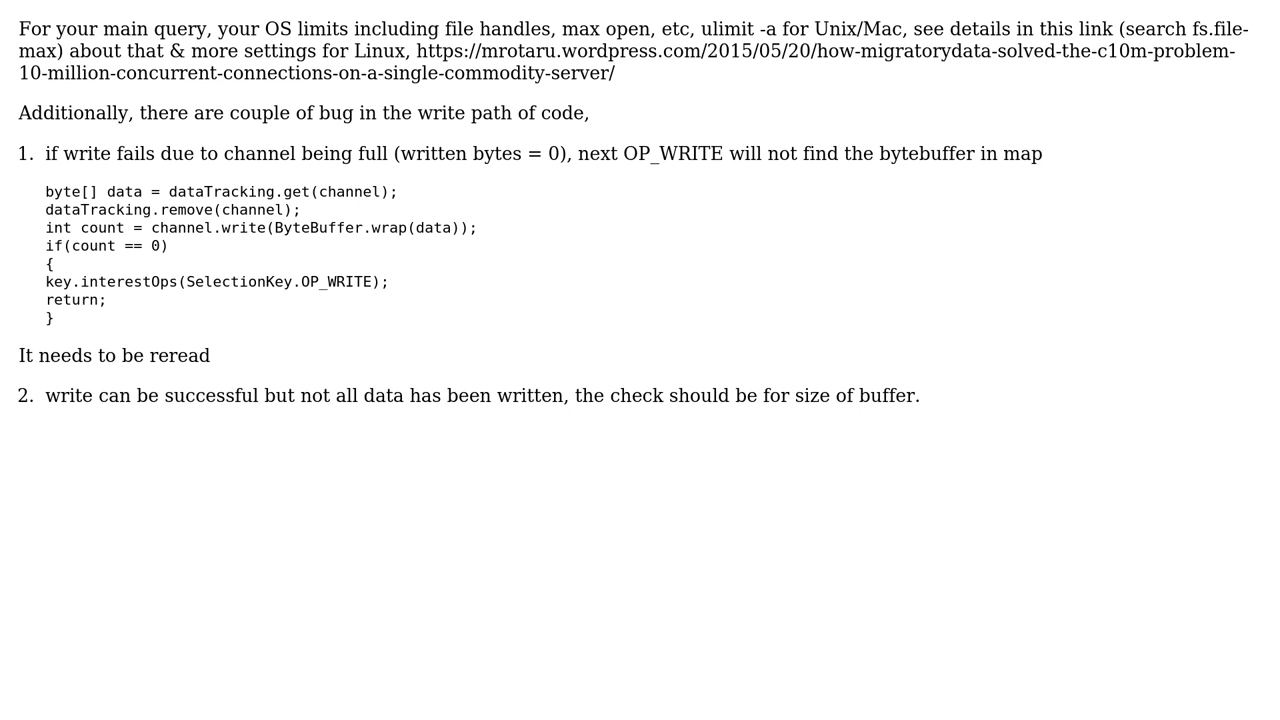 For your main query, your OS limits including file handles, max open, etc, ulimit -a for Unix/Mac, see details in this link (search fs.file-
max) about that & more settings for Linux, https://mrotaru.wordpress.com/2015/05/20/how-migratorydata-solved-the-c10m-problem-
10-million-concurrent-connections-on-a-single-commodity-server/
Additionally, there are couple of bug in the write path of code,
1. if write fails due to channel being full (written bytes = 0), next OP_WRITE will not find the bytebuffer in map
byte[] data = dataTracking.get(channel);
dataTracking.remove(channel);
int count = channel.write(ByteBuffer.wrap(data));
if(count == 0)
{
key.interestOps(SelectionKey.OP_WRITE);
return;
}
It needs to be reread
2. write can be successful but not all data has been written, the check should be for size of buffer.